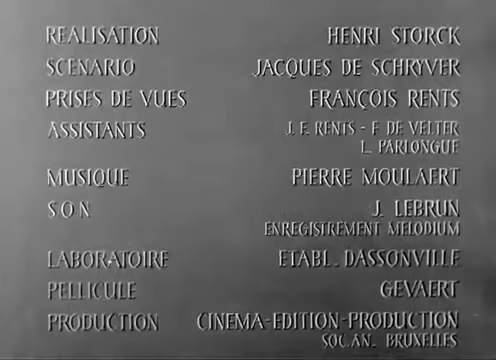 REALISATION HENRI STORCK
SCENARIO JACQUES DE SCHRYVER
PRISES DE VUES FRANÇOIS RENTS
ASSISTANTS J. E. RENTS - F. DE VELTER
L. PARLONGUE
MUSIQUE PIERRE MOULAERT
SON J. LEBRUN
ENREGISTREMENT MELODIUM
LABORATOIRE ETABL. DASSONVILLE
PELLICULE GEVAERT
PRODUCTION CINEMA-EDITION-PRODUCTION
SOC. AN. BRUXELLES